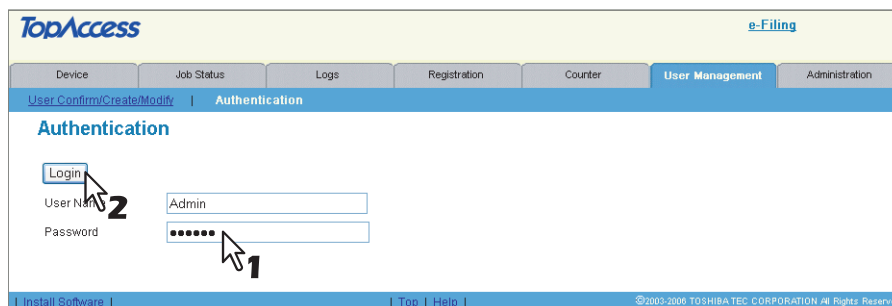 TopAccess
e-Filing
Device Job Status Logs Registration Counter User Management Administration
User Confirm/Create/Modify | Authentication
Authentication
Login
2
User Name Admin
Password ●●●●●●
1
| Install Software | | Top | Help | ©2003-2006 TOSHIBA TEC CORPORATION All Rights Reserv